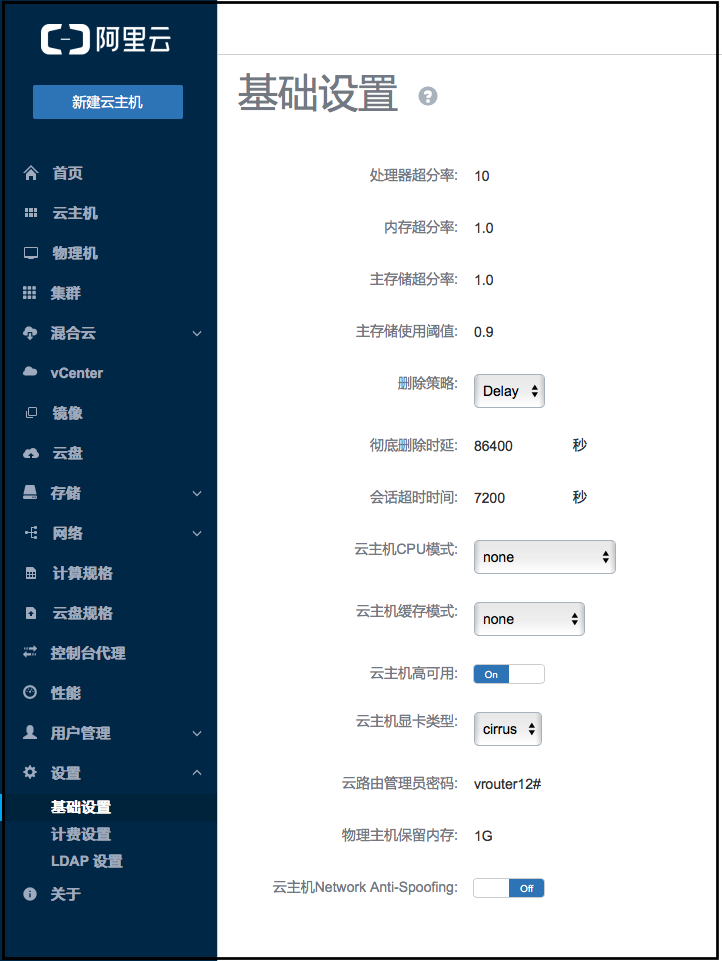 阿里云
新建云主机
首页
云主机
物理机
集群
混合云
vCenter
镜像
云盘
存储
网络
计算规格
云盘规格
控制台代理
性能
用户管理
设置
基础设置
计费设置
LDAP 设置
关于
基础设置 ?
处理器超分率: 10
内存超分率: 1.0
主存储超分率: 1.0
主存储使用阈值: 0.9
删除策略: Delay
彻底删除时延: 86400 秒
会话超时时间: 7200 秒
云主机CPU模式: none
云主机缓存模式: none
云主机高可用: On
云主机显卡类型: cirrus
云路由管理员密码: vrouter12#
物理主机保留内存: 1G
云主机Network Anti-Spoofing: Off